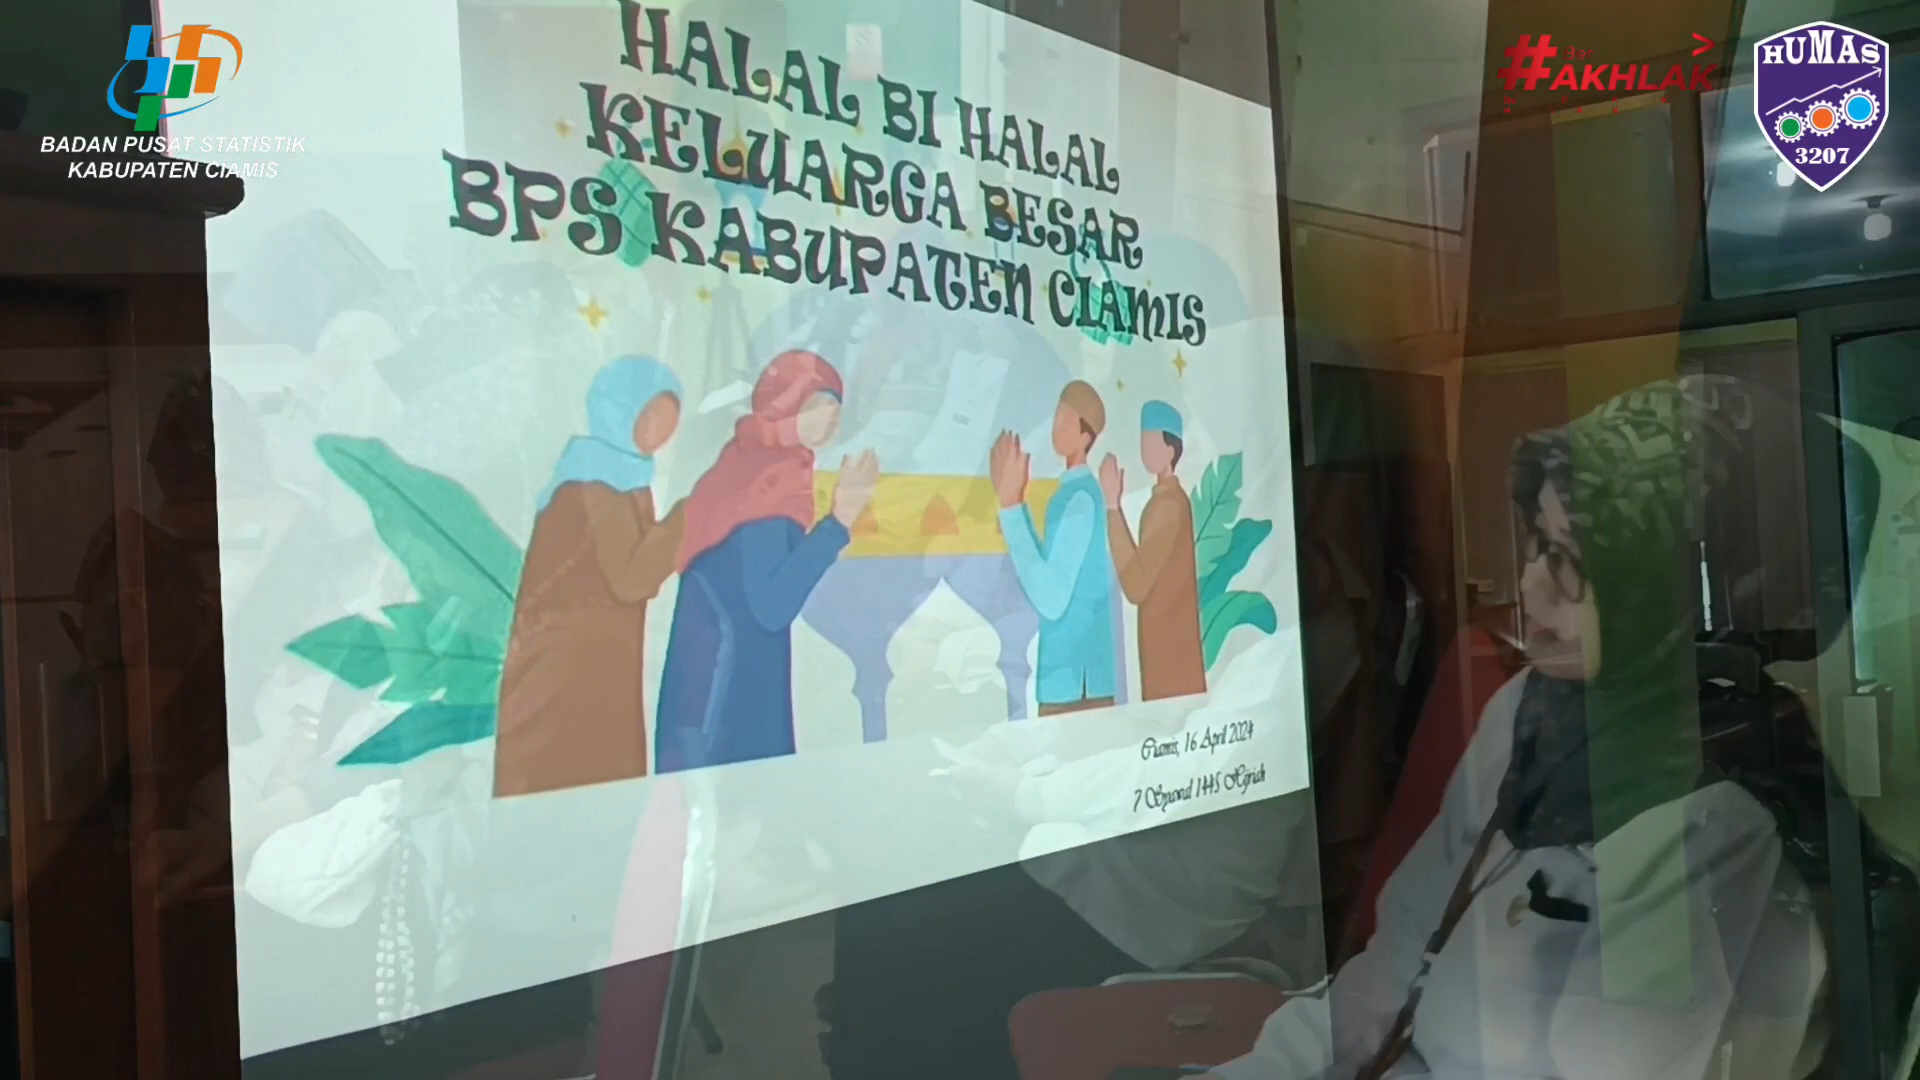 BADAN PUSAT STATISTIK
KABUPATEN CIAMIS
#
AKHLAK
HUMAS
3207
HALAL BI HALAL
KELUARGA BESAR
BPS KABUPATEN CIAMIS
Ciamis, 16 April 2024
7 Syawal 1445 Hijriah